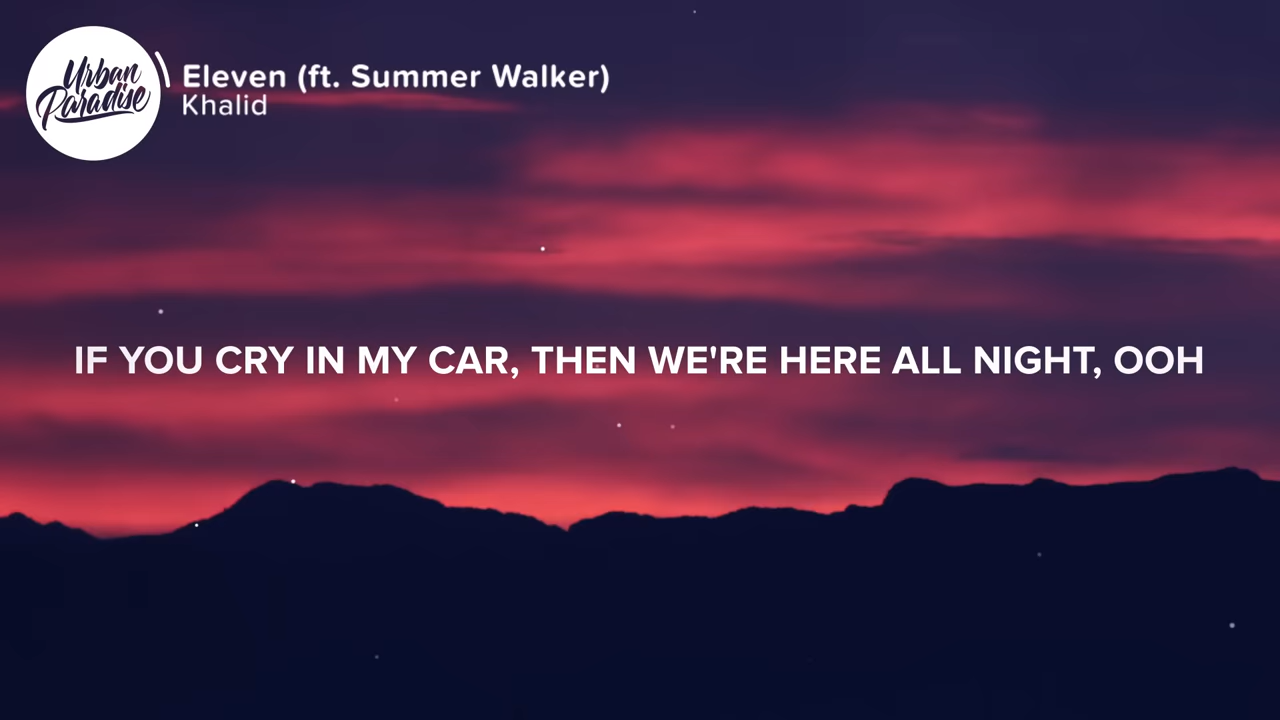 Urban
Paradise
Eleven (ft. Summer Walker)
Khalid
IF YOU CRY IN MY CAR, THEN WE'RE HERE ALL NIGHT, OOH